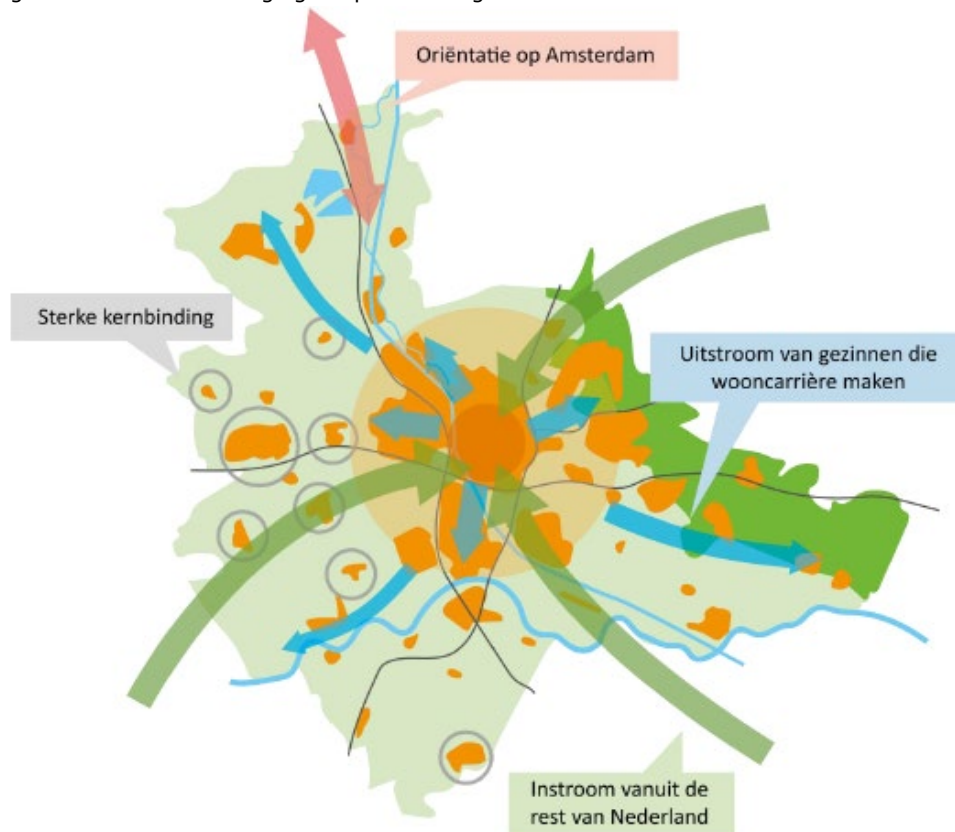 Oriëntatie op Amsterdam
Sterke kernbinding
Uitstroom van gezinnen die
wooncarrière maken
Instroom vanuit de
rest van Nederland